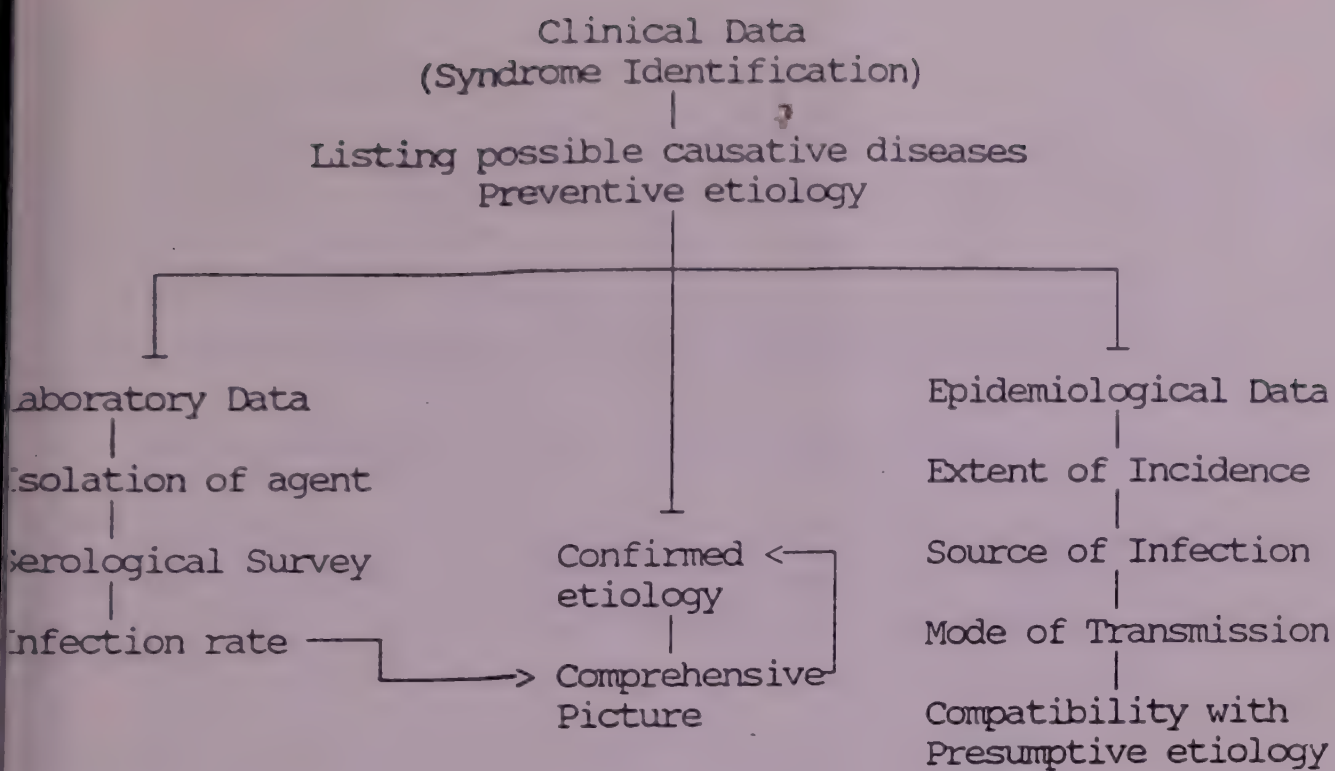 Clinical Data
(Syndrome Identification)
Listing possible causative diseases
Preventive etiology
aboratory Data
solation of agent
erological Survey
nfection rate
Confirmed
etiology
Comprehensive
Picture
Epidemiological Data
Extent of Incidence
Source of Infection
Mode of Transmission
Compatibility with
Presumptive etiology